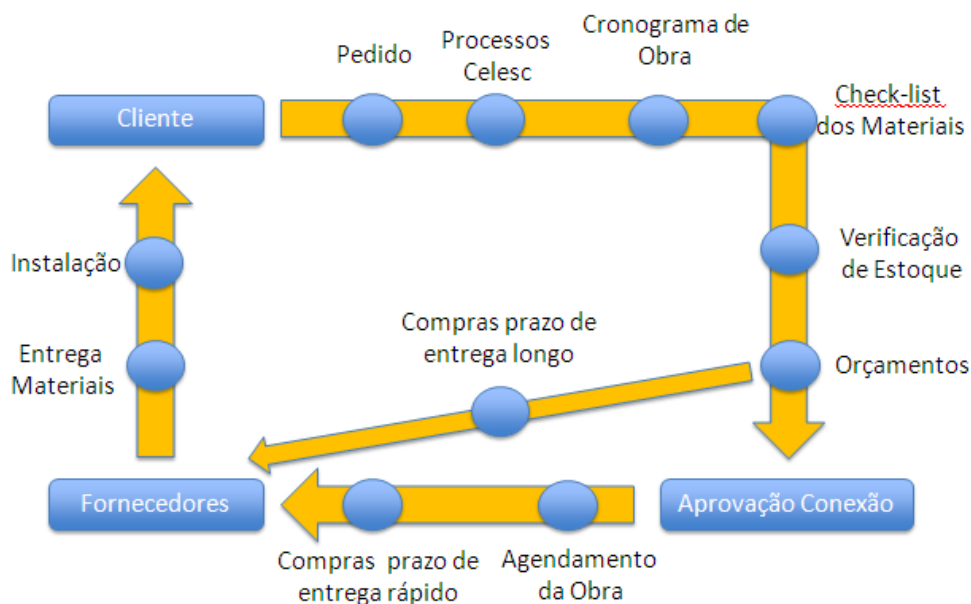 Cliente
Pedido
Processos
Celesc
Cronograma de
Obra
Check-list
dos Materiais
Verificação
de Estoque
Orçamentos
Aprovação Conexão
Agendamento
da Obra
Compras prazo de
entrega rápido
Compras prazo de
entrega longo
Fornecedores
Entrega
Materiais
Instalação